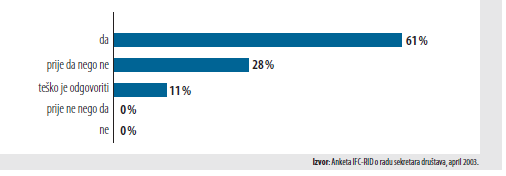 da 61%
prije da nego ne 28%
teško je odgovoriti 11%
prije ne nego da 0%
ne 0%
Izvor: Anketa IFC-RID o radu sekretara društava, april 2003.